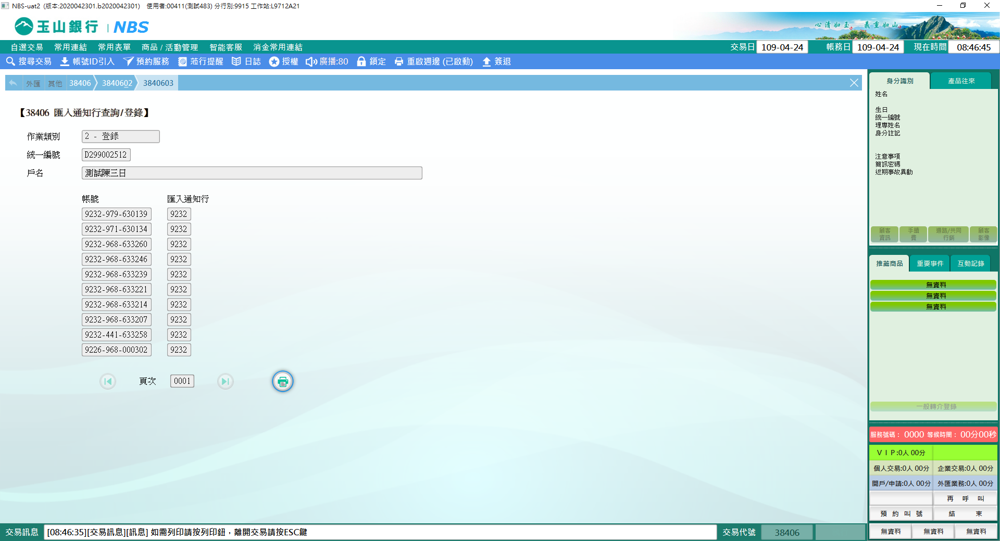 NBS-uat2 (版本:2020042301.b2020042301) 使用者:00411(測試483) 分行別:9915 工作站:L9712A21
玉山銀行 | NBS
心清如玉。義重如山。
自選交易 常用連結 常用表單 商品 / 活動管理 智能客服 消金常用連結 交易日 109-04-24 帳務日 109-04-24 現在時間 08:46:45
搜尋交易 帳號ID引入 預約服務 蒞行提醒 日誌 授權 廣播:80 鎖定 重啟週邊 (已啟動) 簽退
外匯 其他 38406 3840602 3840603
【38406 匯入通知行查詢/登錄】
作業類別 2 - 登錄
統一編號 D299002512
戶名 測試陳三日
帳號 匯入通知行
9232-979-630139 9232
9232-971-630134 9232
9232-968-633260 9232
9232-968-633246 9232
9232-968-633239 9232
9232-968-633221 9232
9232-968-633214 9232
9232-968-633207 9232
9232-441-633258 9232
9226-968-000302 9232
頁次 0001
身分識別 產品往來
姓名
生日
統一編號
理專姓名
身分註記
注意事項
簡訊密碼
近期事故異動
顧客資訊 手續費 通路/共同行銷 顧客影像
推薦商品 重要事件 互動記錄
無資料
無資料
無資料
一般轉介登錄
服務號碼： 0000 等候時間： 00分00秒
ＶＩＰ:0人 00分
個人交易:0人 00分 企業交易:0人 00分
開戶/申請:0人 00分 外匯業務:0人 00分
再 呼 叫
預 約 叫 號 結 束
無資料 無資料 無資料
交易訊息 [08:46:35][交易訊息][訊息] 如需列印請按列印鈕，離開交易請按ESC鍵 交易代號 38406